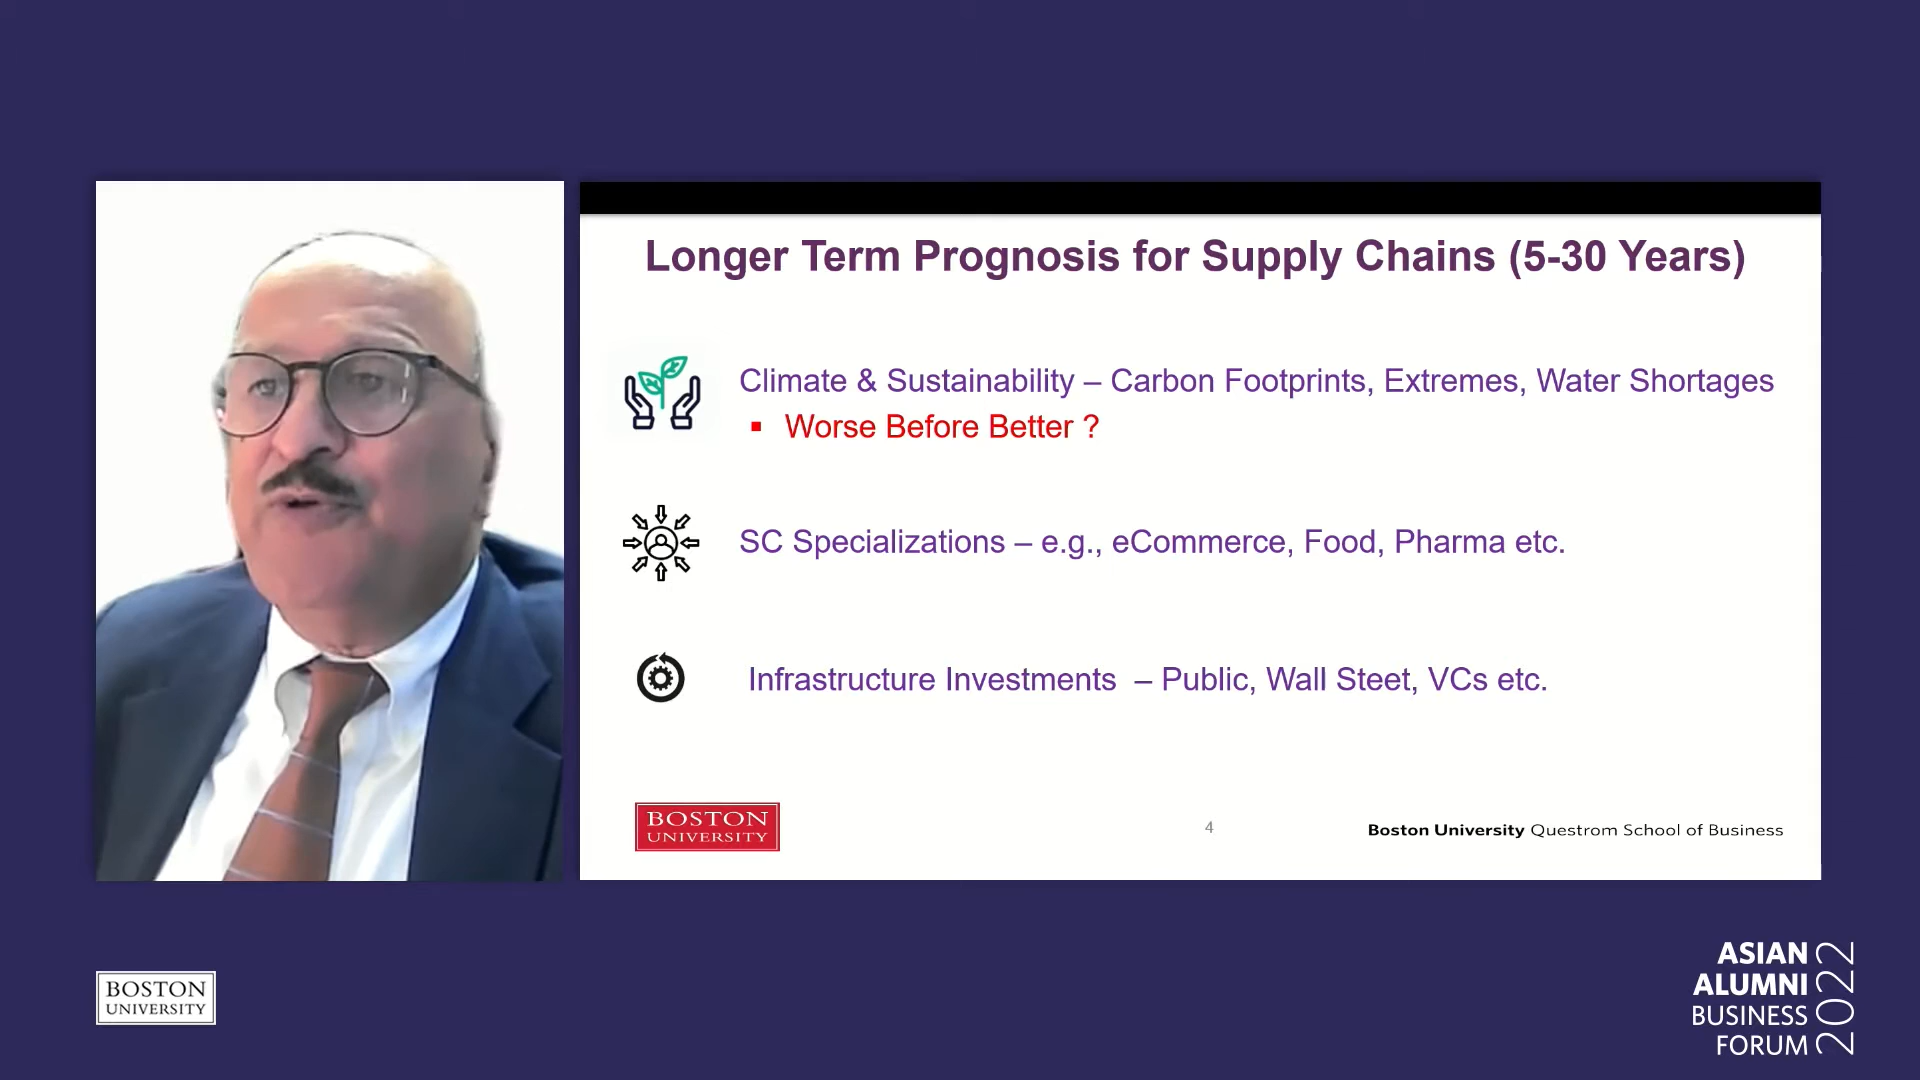 Longer Term Prognosis for Supply Chains (5-30 Years)
Climate & Sustainability – Carbon Footprints, Extremes, Water Shortages
▪ Worse Before Better ?
SC Specializations – e.g., eCommerce, Food, Pharma etc.
Infrastructure Investments – Public, Wall Steet, VCs etc.
BOSTON
UNIVERSITY
4
Boston University Questrom School of Business
BOSTON
UNIVERSITY
ASIAN
ALUMNI
BUSINESS
FORUM
2022